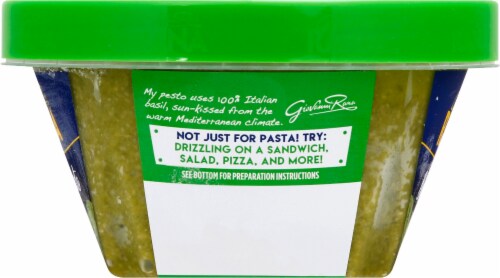 My pesto uses 100% Italian
basil, sun-kissed from the
warm Mediterranean climate.
Giovanni Rana
NOT JUST FOR PASTA! TRY:
DRIZZLING ON A SANDWICH,
SALAD, PIZZA, AND MORE!
SEE BOTTOM FOR PREPARATION INSTRUCTIONS